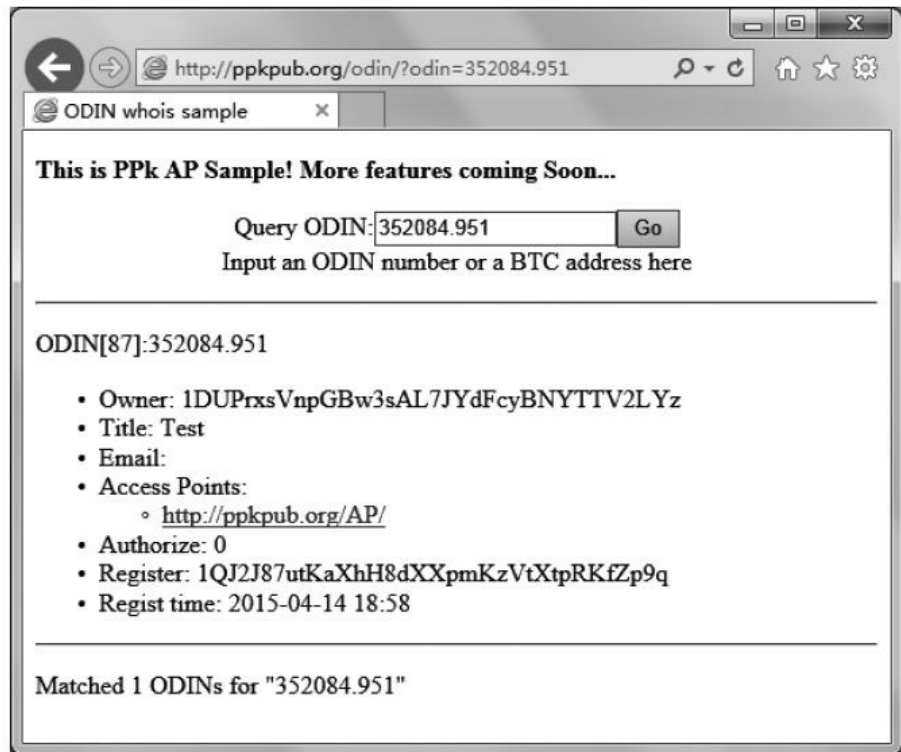 http://ppkpub.org/odin/?odin=352084.951
ODIN whois sample
This is PPk AP Sample! More features coming Soon...
Query ODIN: 352084.951 Go
Input an ODIN number or a BTC address here
ODIN[87]:352084.951
• Owner: 1DUPrxsVnpGBw3sAL7JYdFcyBNYTTV2LYz
• Title: Test
• Email:
• Access Points:
◦ http://ppkpub.org/AP/
• Authorize: 0
• Register: 1QJ2J87utKaXhH8dXXpmKzVtXtpRKfZp9q
• Regist time: 2015-04-14 18:58
Matched 1 ODINs for "352084.951"